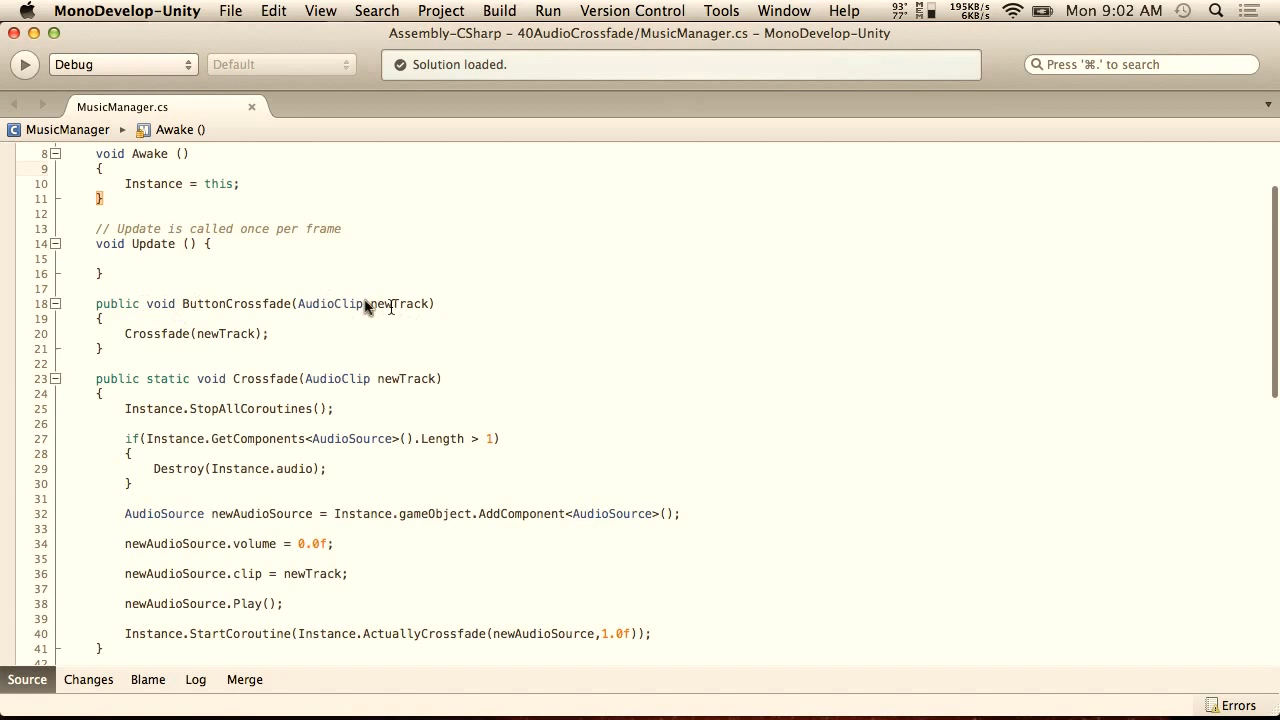 MonoDevelop-Unity File Edit View Search Project Build Run Version Control Tools Window Help 93° 77° 195KB/s 6KB/s Mon 9:02 AM
Assembly-CSharp - 40AudioCrossfade/MusicManager.cs - MonoDevelop-Unity
Debug Default Solution loaded. Press '⌘.' to search
MusicManager.cs
MusicManager Awake ()
8 void Awake ()
9 {
10 Instance = this;
11 }
12
13 // Update is called once per frame
14 void Update () {
15
16 }
17
18 public void ButtonCrossfade(AudioClip newTrack)
19 {
20 Crossfade(newTrack);
21 }
22
23 public static void Crossfade(AudioClip newTrack)
24 {
25 Instance.StopAllCoroutines();
26
27 if(Instance.GetComponents<AudioSource>().Length > 1)
28 {
29 Destroy(Instance.audio);
30 }
31
32 AudioSource newAudioSource = Instance.gameObject.AddComponent<AudioSource>();
33
34 newAudioSource.volume = 0.0f;
35
36 newAudioSource.clip = newTrack;
37
38 newAudioSource.Play();
39
40 Instance.StartCoroutine(Instance.ActuallyCrossfade(newAudioSource,1.0f));
41 }
42
Source Changes Blame Log Merge
Errors